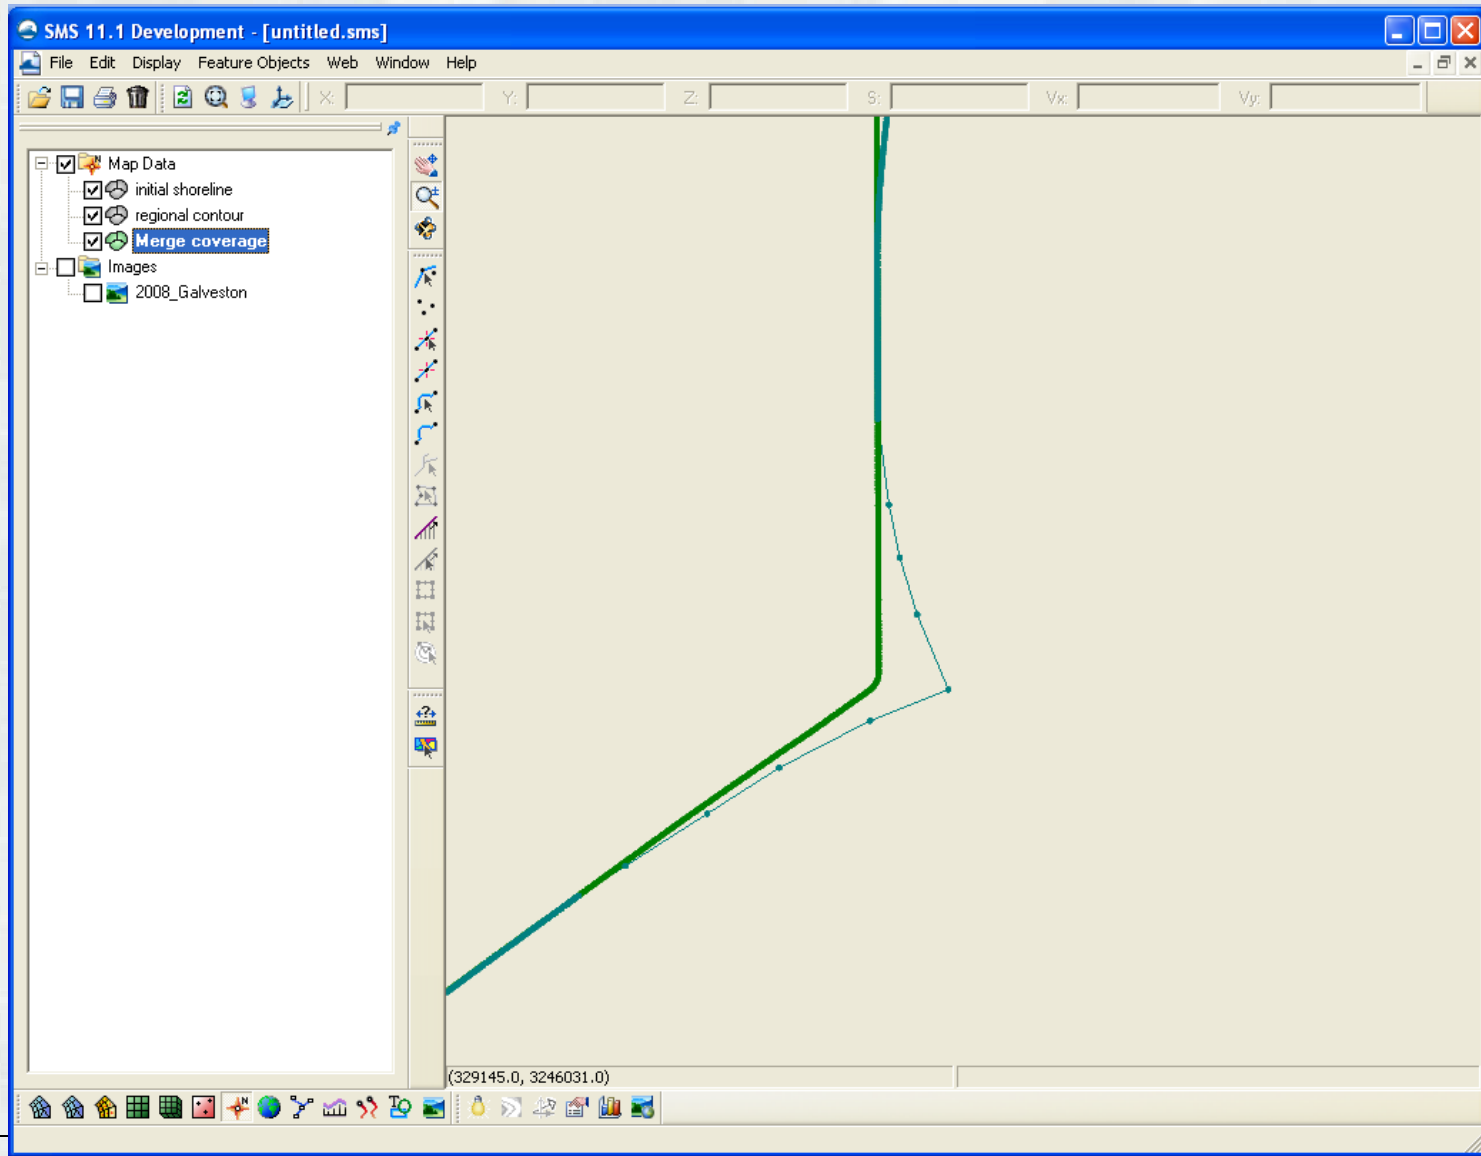 SMS 11.1 Development - [untitled.sms]
File Edit Display Feature Objects Web Window Help
X: Y: Z: S: Vx: Vy:
Map Data
initial shoreline
regional contour
Merge coverage
Images
2008_Galveston
(329145.0, 3246031.0)